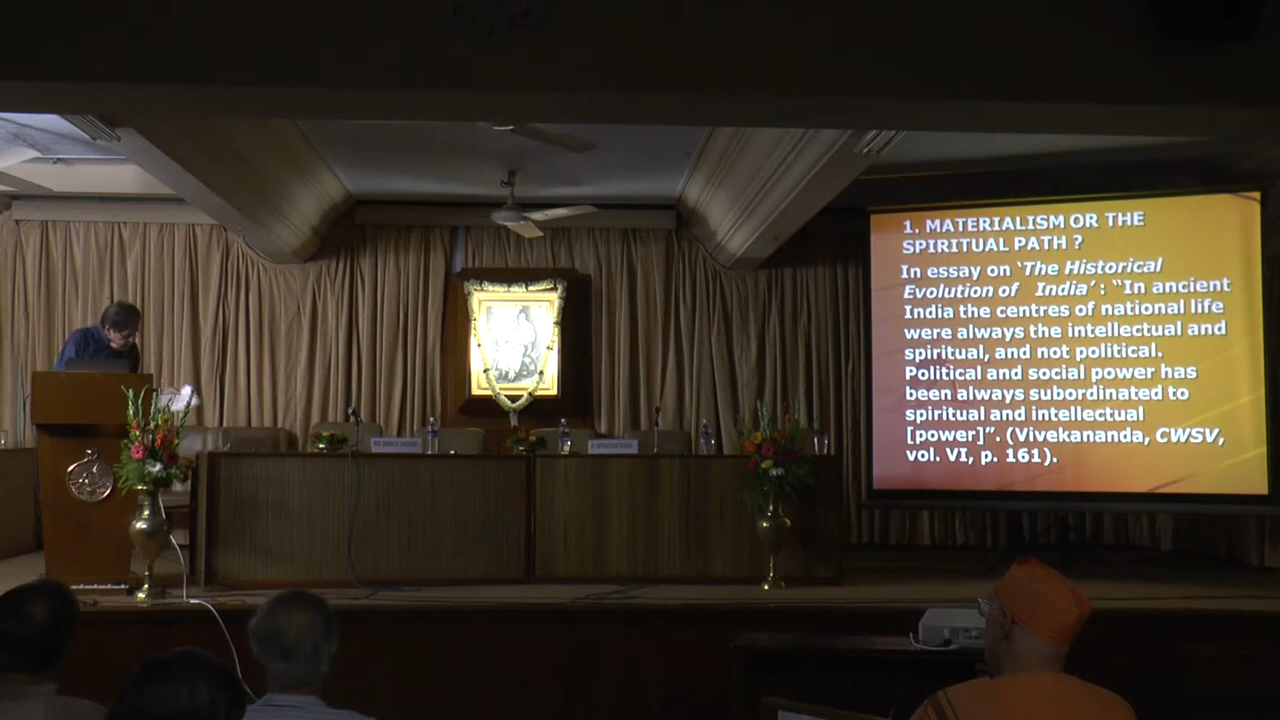 1. MATERIALISM OR THE
SPIRITUAL PATH ?
In essay on ‘The Historical
Evolution of India’ : “In ancient
India the centres of national life
were always the intellectual and
spiritual, and not political.
Political and social power has
been always subordinated to
spiritual and intellectual
[power]”. (Vivekananda, CWSV,
vol. VI, p. 161).